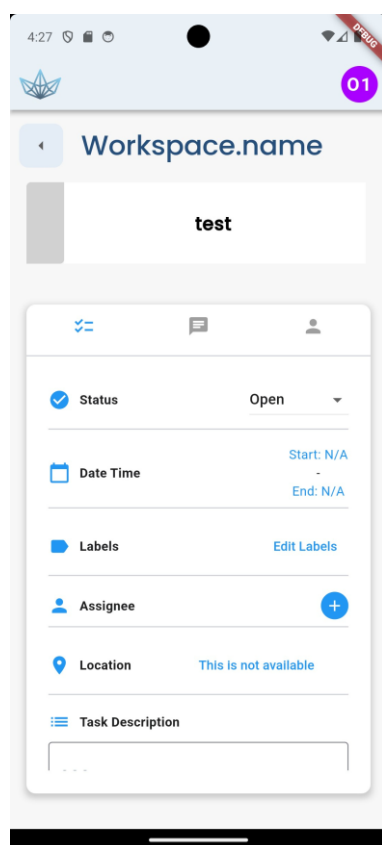 4:27
DEBUG
01
Workspace.name
test
Status
Open
Date Time
Start: N/A
-
End: N/A
Labels
Edit Labels
Assignee
Location
This is not available
Task Description